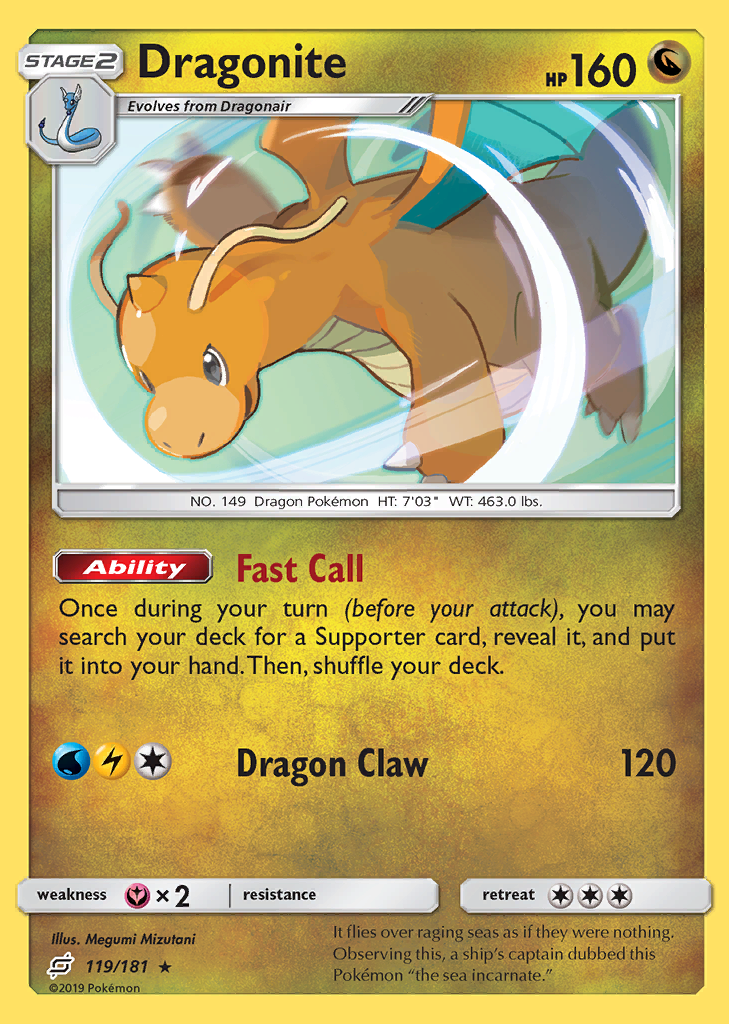 STAGE2
Dragonite
HP 160
Evolves from Dragonair
NO. 149 Dragon Pokémon HT: 7'03" WT: 463.0 lbs.
Ability Fast Call
Once during your turn (before your attack), you may
search your deck for a Supporter card, reveal it, and put
it into your hand. Then, shuffle your deck.
Dragon Claw 120
weakness × 2 resistance retreat
Illus. Megumi Mizutani
119/181
©2019 Pokémon
It flies over raging seas as if they were nothing.
Observing this, a ship's captain dubbed this
Pokémon “the sea incarnate.”